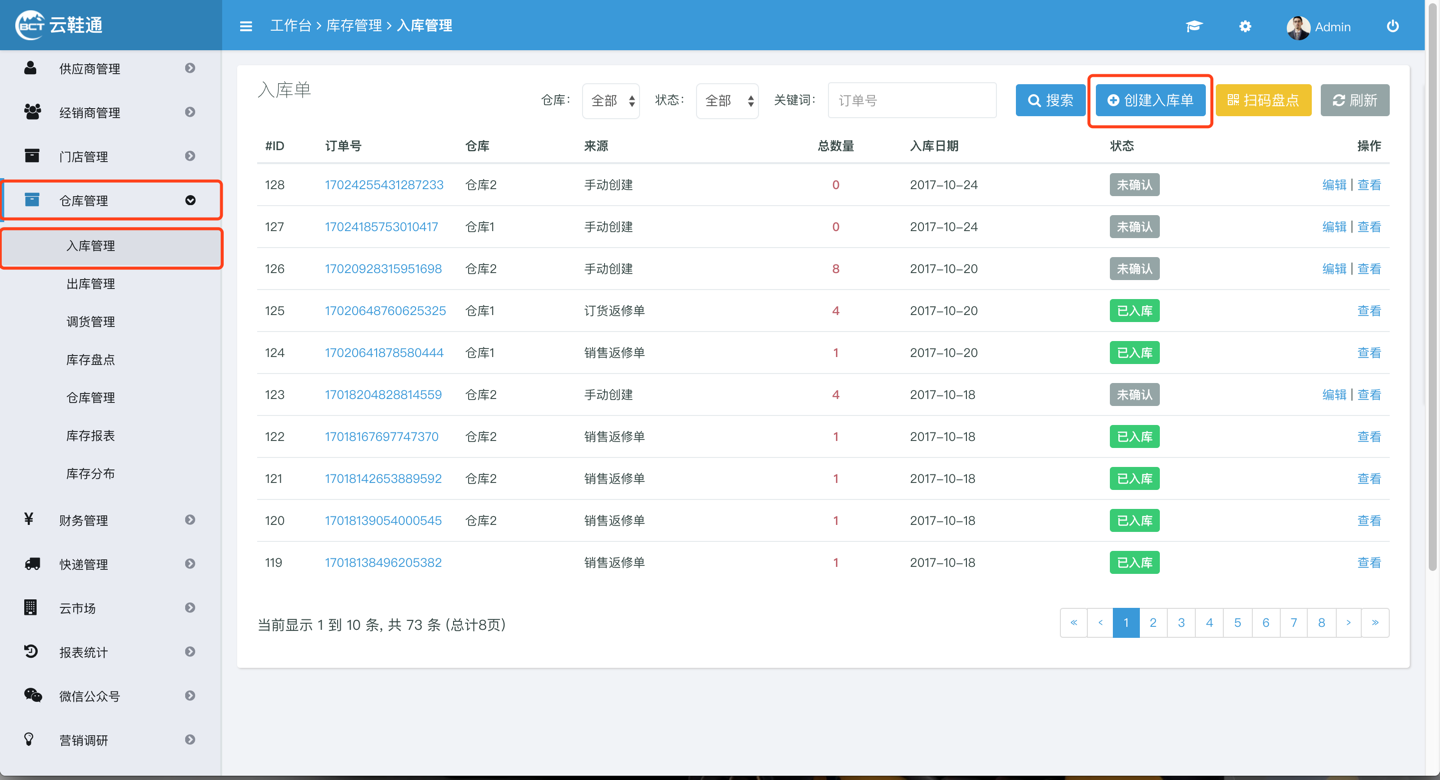 BCT 云鞋通
工作台 > 库存管理 > 入库管理
Admin
供应商管理
经销商管理
门店管理
仓库管理
入库管理
出库管理
调货管理
库存盘点
仓库管理
库存报表
库存分布
财务管理
快递管理
云市场
报表统计
微信公众号
营销调研
入库单
仓库: 全部 状态: 全部 关键词: 订单号 搜索 创建入库单 扫码盘点 刷新
#ID 订单号 仓库 来源 总数量 入库日期 状态 操作
128 17024255431287233 仓库2 手动创建 0 2017-10-24 未确认 编辑 | 查看
127 17024185753010417 仓库1 手动创建 0 2017-10-24 未确认 编辑 | 查看
126 17020928315951698 仓库2 手动创建 8 2017-10-20 未确认 编辑 | 查看
125 17020648760625325 仓库1 订货返修单 4 2017-10-20 已入库 查看
124 17020641878580444 仓库1 销售返修单 1 2017-10-20 已入库 查看
123 17018204828814559 仓库2 手动创建 4 2017-10-18 未确认 编辑 | 查看
122 17018167697747370 仓库2 销售返修单 1 2017-10-18 已入库 查看
121 17018142653889592 仓库2 销售返修单 1 2017-10-18 已入库 查看
120 17018139054000545 仓库2 销售返修单 1 2017-10-18 已入库 查看
119 17018138496205382 销售返修单 1 2017-10-18 已入库 查看
当前显示 1 到 10 条, 共 73 条 (总计8页)
« ‹ 1 2 3 4 5 6 7 8 › »